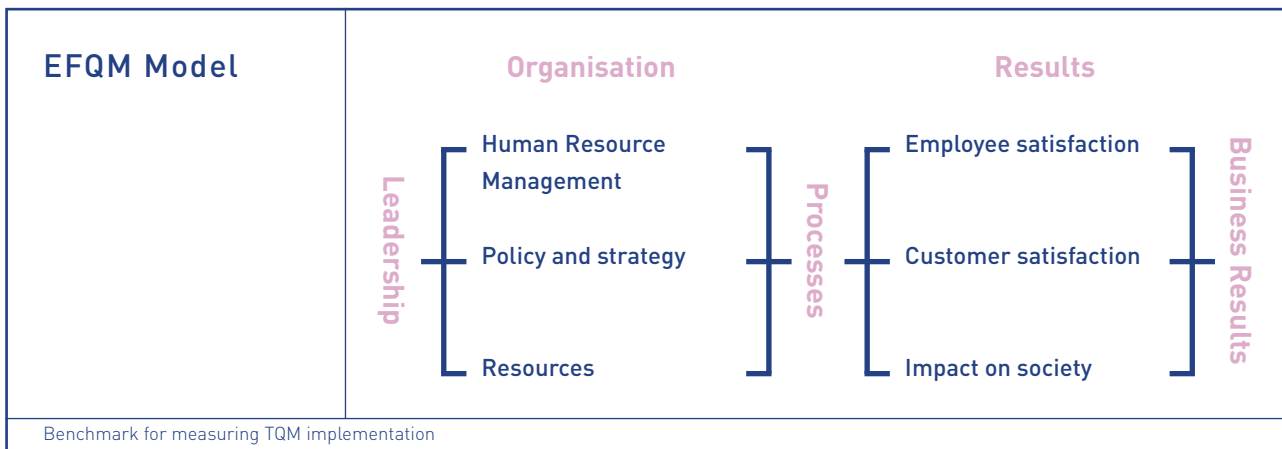 EFQM Model
Organisation
Results
Leadership
Human Resource
Management
Policy and strategy
Resources
Processes
Employee satisfaction
Customer satisfaction
Impact on society
Business Results
Benchmark for measuring TQM implementation